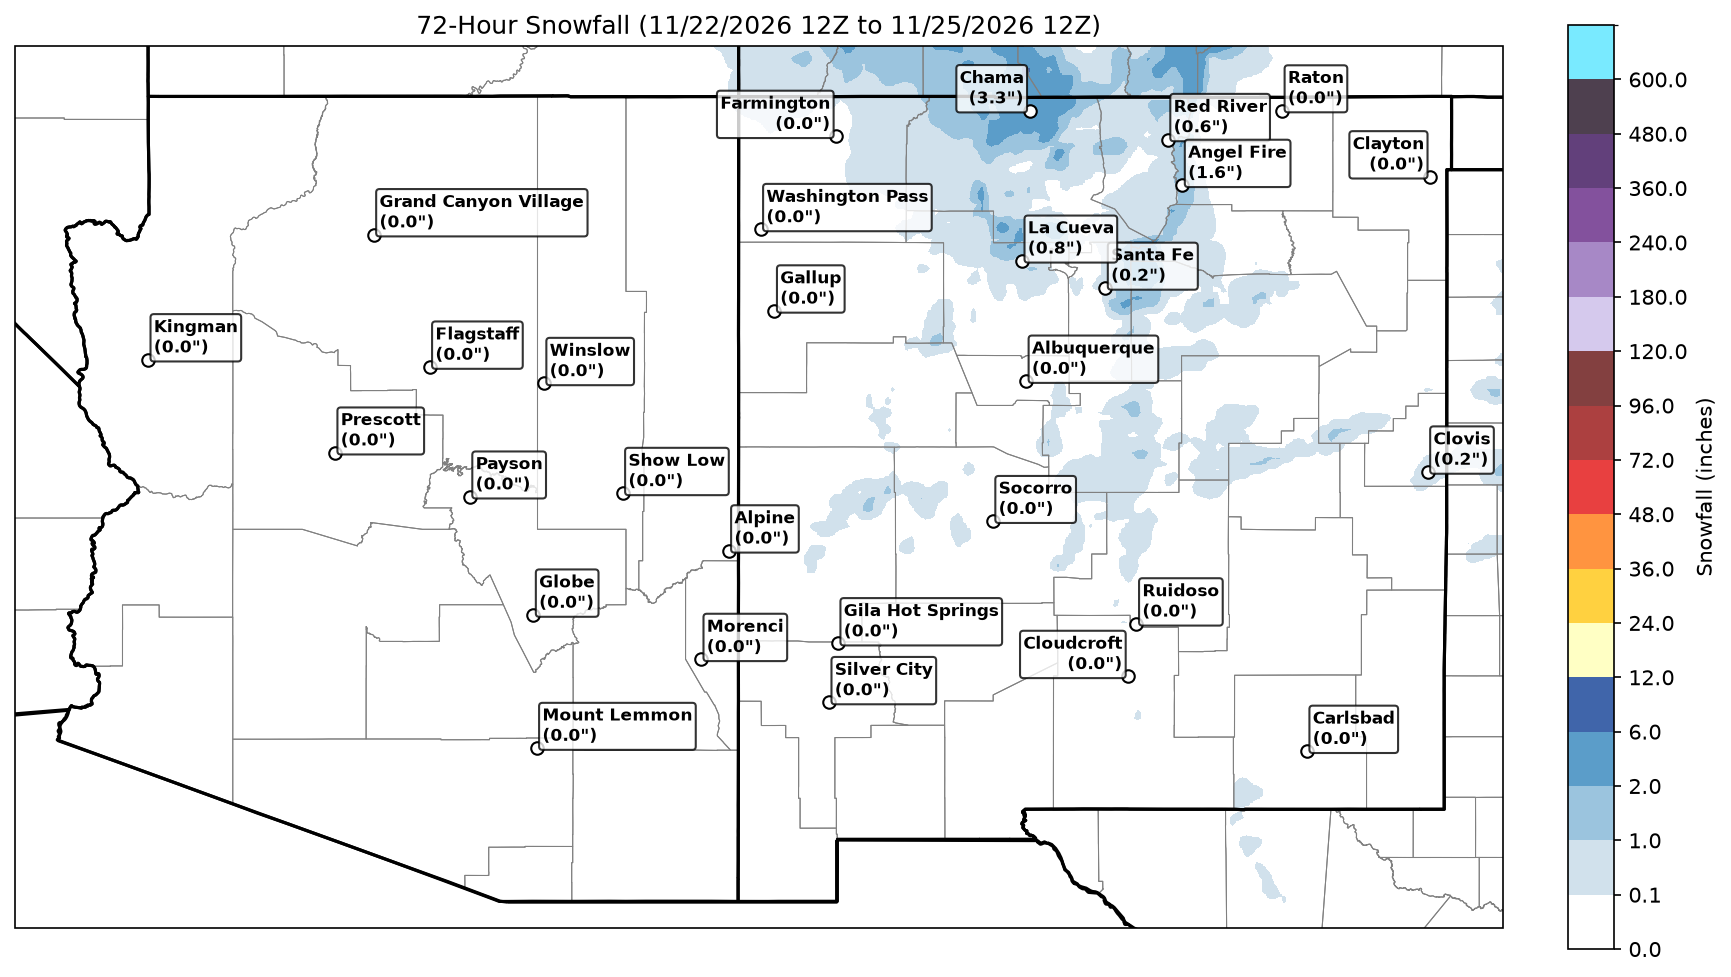 72-Hour Snowfall (11/22/2026 12Z to 11/25/2026 12Z)
Chama
(3.3")
Raton
(0.0")
Farmington
(0.0")
Red River
(0.6")
Clayton
(0.0")
Angel Fire
(1.6")
Grand Canyon Village
(0.0")
Washington Pass
(0.0")
La Cueva
(0.8")
Santa Fe
(0.2")
Gallup
(0.0")
Kingman
(0.0")
Flagstaff
(0.0")
Winslow
(0.0")
Albuquerque
(0.0")
Prescott
(0.0")
Payson
(0.0")
Show Low
(0.0")
Clovis
(0.2")
Socorro
(0.0")
Alpine
(0.0")
Globe
(0.0")
Ruidoso
(0.0")
Gila Hot Springs
(0.0")
Morenci
(0.0")
Cloudcroft
(0.0")
Silver City
(0.0")
Mount Lemmon
(0.0")
Carlsbad
(0.0")
600.0
480.0
360.0
240.0
180.0
120.0
96.0
72.0
48.0
36.0
24.0
12.0
6.0
2.0
1.0
0.1
0.0
Snowfall (inches)